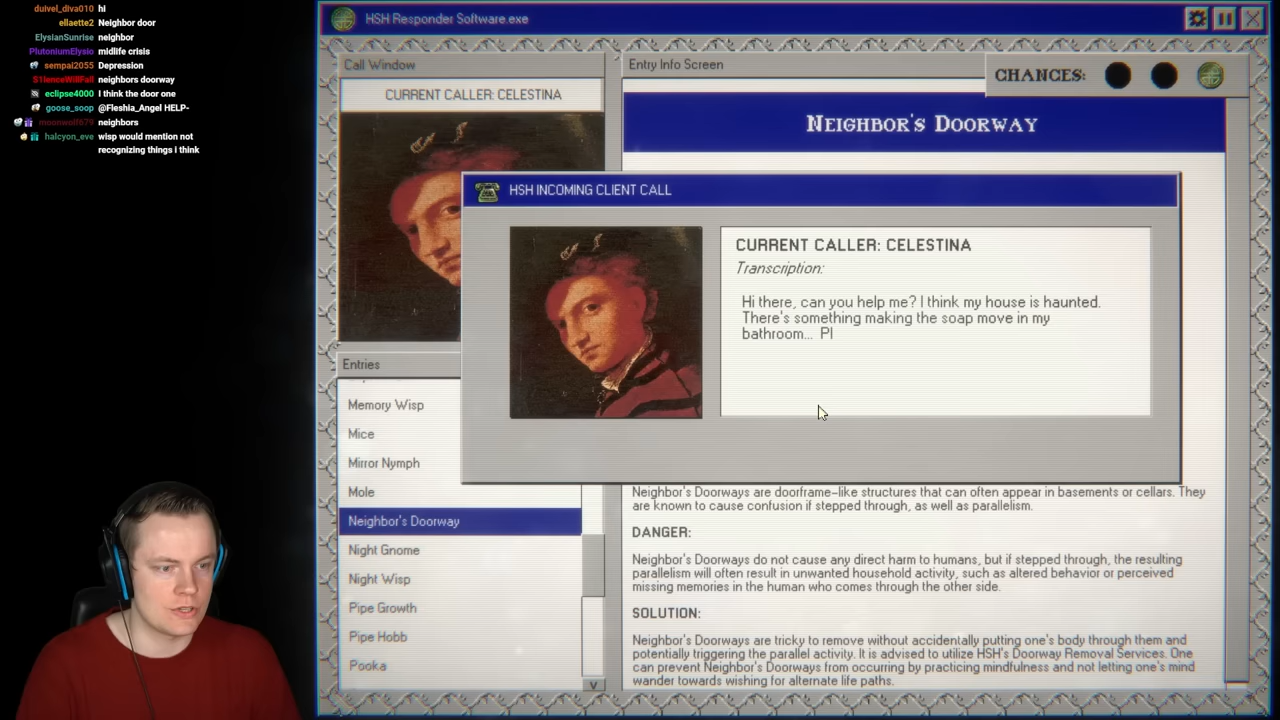 duivel_diva010 hi
ellaette2 Neighbor door
ElysianSunrise neighbor
PlutoniumElysio midlife crisis
sempai2055 Depression
S1lenceWillFall neighbors doorway
eclipse4000 I think the door one
goose_soop @Fleshia_Angel HELP-
moonwolf679 neighbors
halcyon_eve wisp would mention not
recognizing things i think
HSH Responder Software.exe
Call Window
CURRENT CALLER: CELESTINA
Entry Info Screen
CHANCES:
NEIGHBOR'S DOORWAY
HSH INCOMING CLIENT CALL
CURRENT CALLER: CELESTINA
Transcription:
Hi there, can you help me? I think my house is haunted.
There's something making the soap move in my
bathroom... Pl
Entries
Memory Wisp
Mice
Mirror Nymph
Mole
Neighbor's Doorway
Night Gnome
Night Wisp
Pipe Growth
Pipe Hobb
Pooka
V
Neighbor's Doorways are doorframe-like structures that can often appear in basements or cellars. They
are known to cause confusion if stepped through, as well as parallelism.
DANGER:
Neighbor's Doorways do not cause any direct harm to humans, but if stepped through, the resulting
parallelism will often result in unwanted household activity, such as altered behavior or perceived
missing memories in the human who comes through the other side.
SOLUTION:
Neighbor's Doorways are tricky to remove without accidentally putting one's body through them and
potentially triggering the parallel activity. It is advised to utilize HSH's Doorway Removal Services. One
can prevent Neighbor's Doorways from occurring by practicing mindfulness and not letting one's mind
wander towards wishing for alternate life paths.